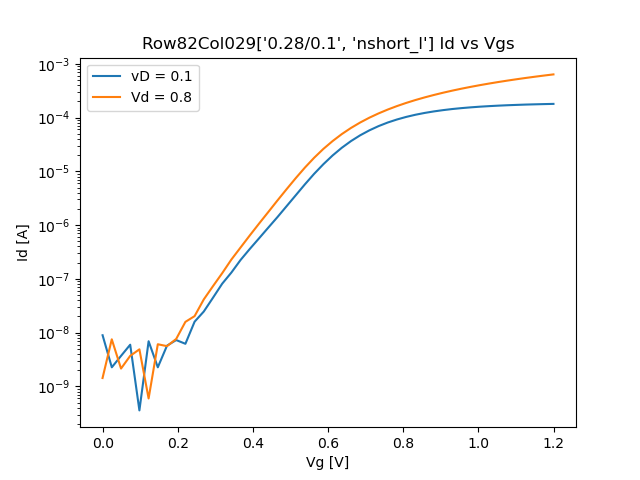 Row82Col029['0.28/0.1', 'nshort_l'] Id vs Vgs
vD = 0.1
Vd = 0.8
10⁻³
10⁻⁴
10⁻⁵
10⁻⁶
10⁻⁷
10⁻⁸
10⁻⁹
Id [A]
0.0 0.2 0.4 0.6 0.8 1.0 1.2
Vg [V]